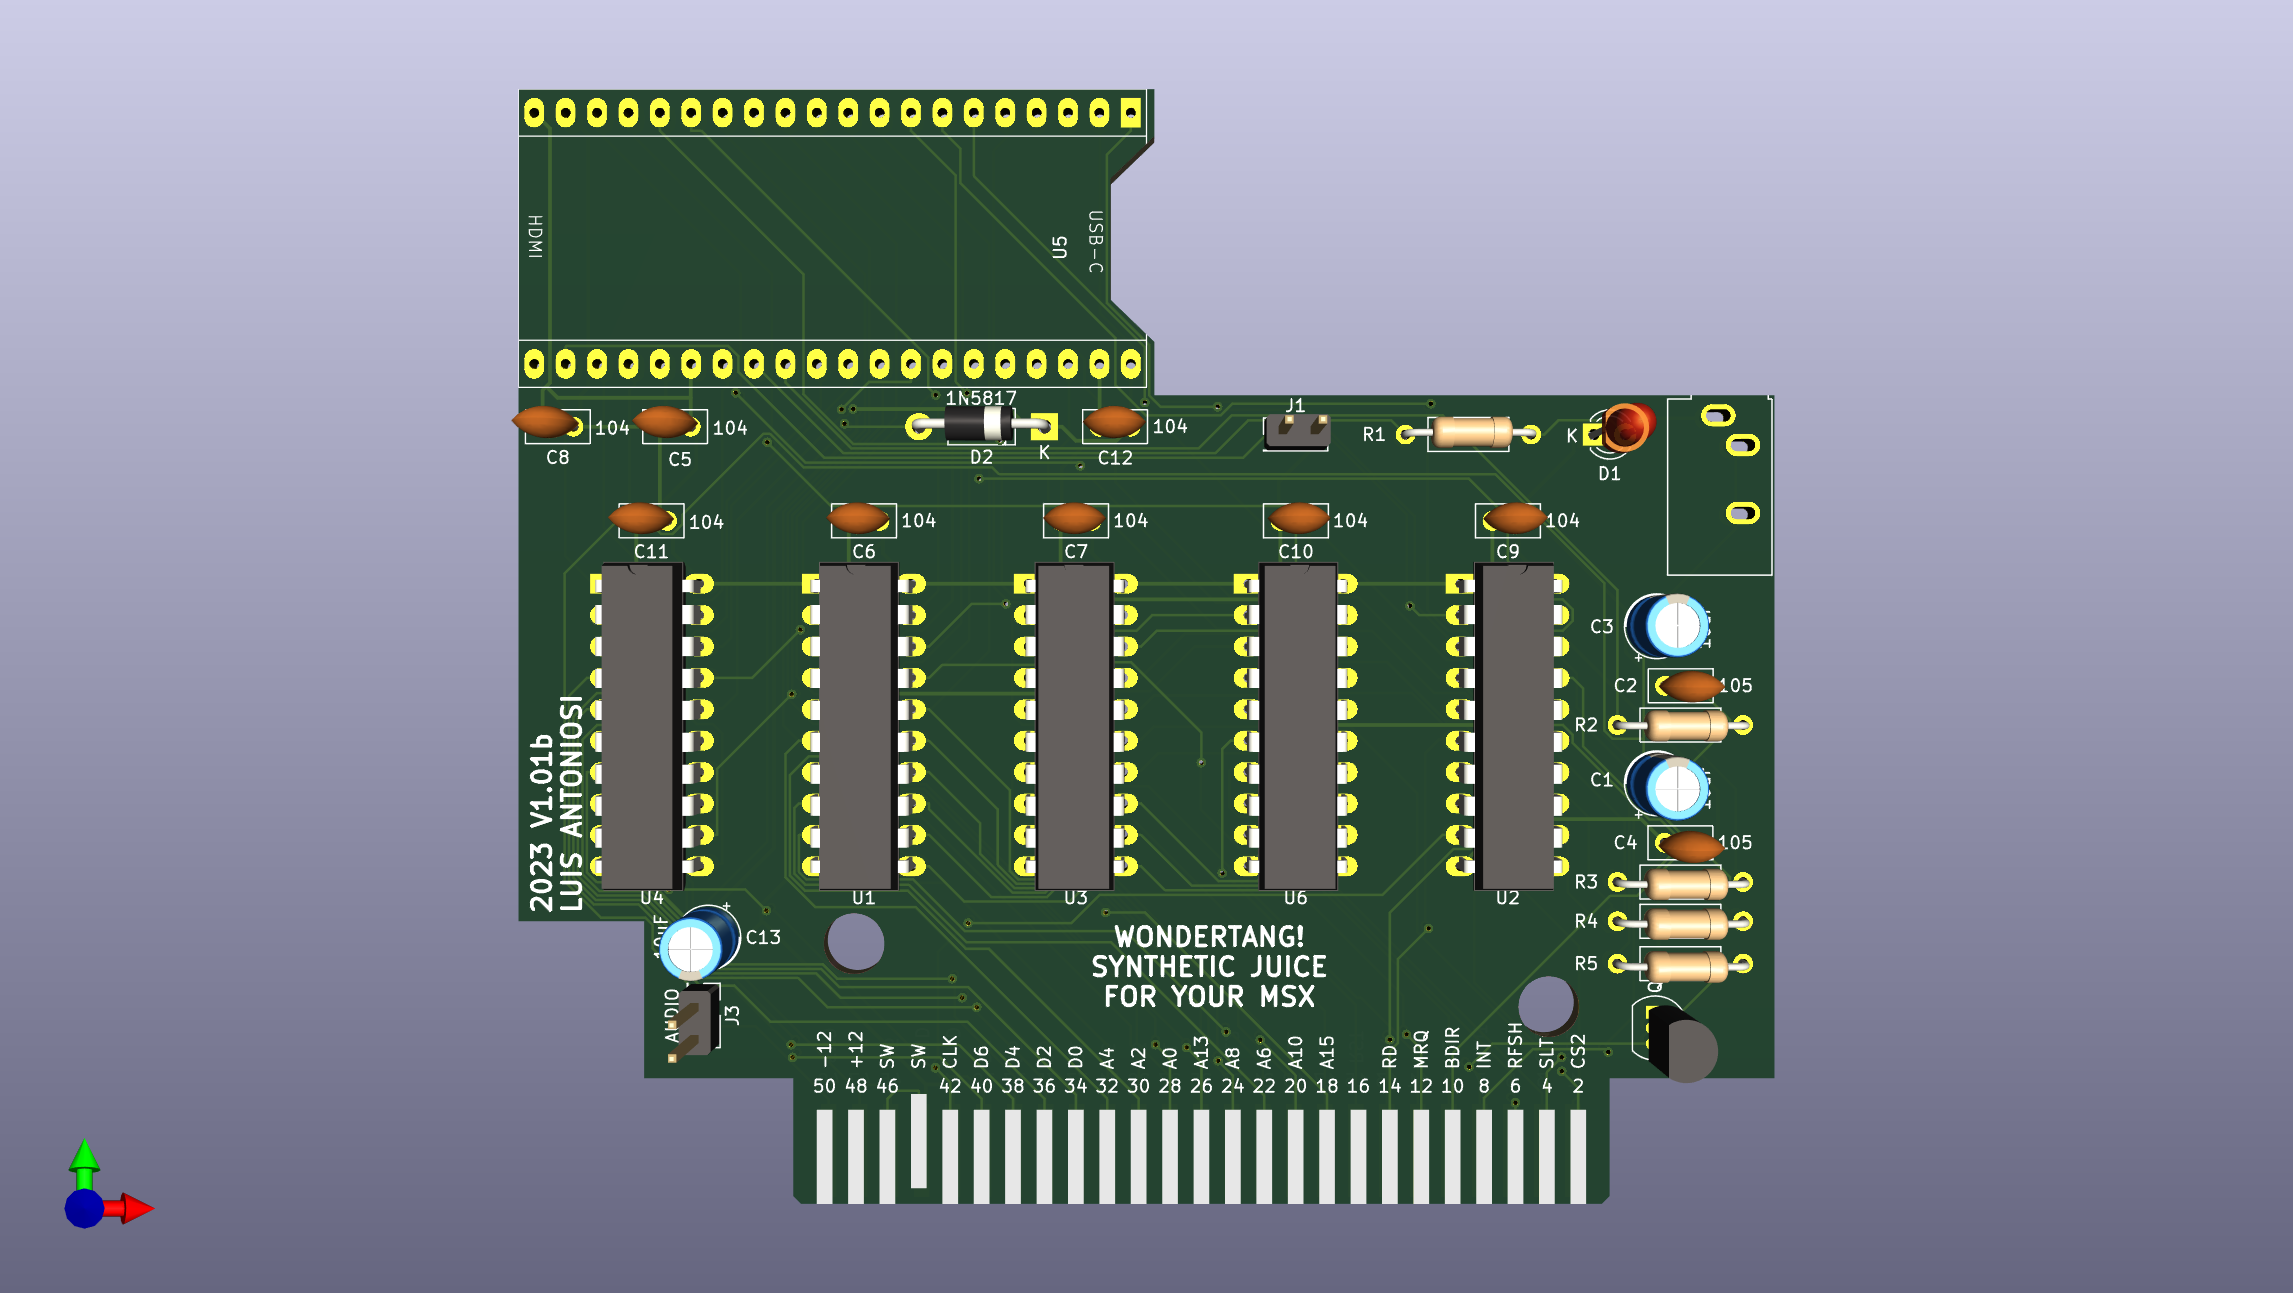 HDMI
U5
USB-C
1N5817
104
104
104
C8
C5
D2
K
C12
J1
R1
K
D1
104
104
104
104
104
C11
C6
C7
C10
C9
C3
C2
105
R2
C1
C4
105
R3
R4
R5
2023 V1.01b
LUIS ANTONIOSI
U4
U1
U3
U6
U2
+
+
+
C13
WONDERTANG!
SYNTHETIC JUICE
FOR YOUR MSX
AUDIO
J3
-12 +12 SW SW CLK D6 D4 D2 D0 A4 A2 A0 A13 A8 A6 A10 A15 RD MRQ BDIR INT RFSH SLT CS2
50 48 46 42 40 38 36 34 32 30 28 26 24 22 20 18 16 14 12 10 8 6 4 2